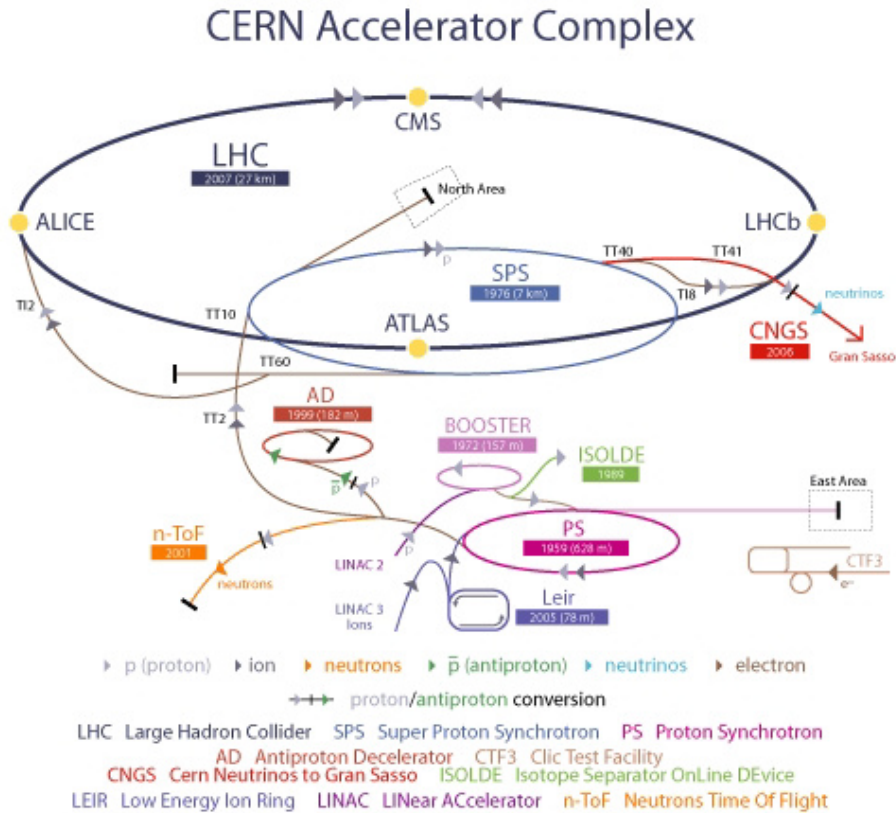 CERN Accelerator Complex
CMS
LHC
2007 (27 km)
North Area
ALICE
LHCb
TT40
TT41
p
SPS
1976 (7 km)
TI8
neutrinos
TI2
TT10
ATLAS
CNGS
2006
Gran Sasso
TT60
AD
1999 (182 m)
TT2
BOOSTER
1972 (157 m)
ISOLDE
1989
p̅
p
East Area
n-ToF
2001
PS
1959 (628 m)
p
LINAC 2
neutrons
CTF3
e-
LINAC 3
Ions
Leir
2005 (78 m)
p (proton) ion neutrons p̅ (antiproton) neutrinos electron
proton/antiproton conversion
LHC Large Hadron Collider SPS Super Proton Synchrotron PS Proton Synchrotron
AD Antiproton Decelerator CTF3 Clic Test Facility
CNGS Cern Neutrinos to Gran Sasso ISOLDE Isotope Separator OnLine DEvice
LEIR Low Energy Ion Ring LINAC LINear ACcelerator n-ToF Neutrons Time Of Flight